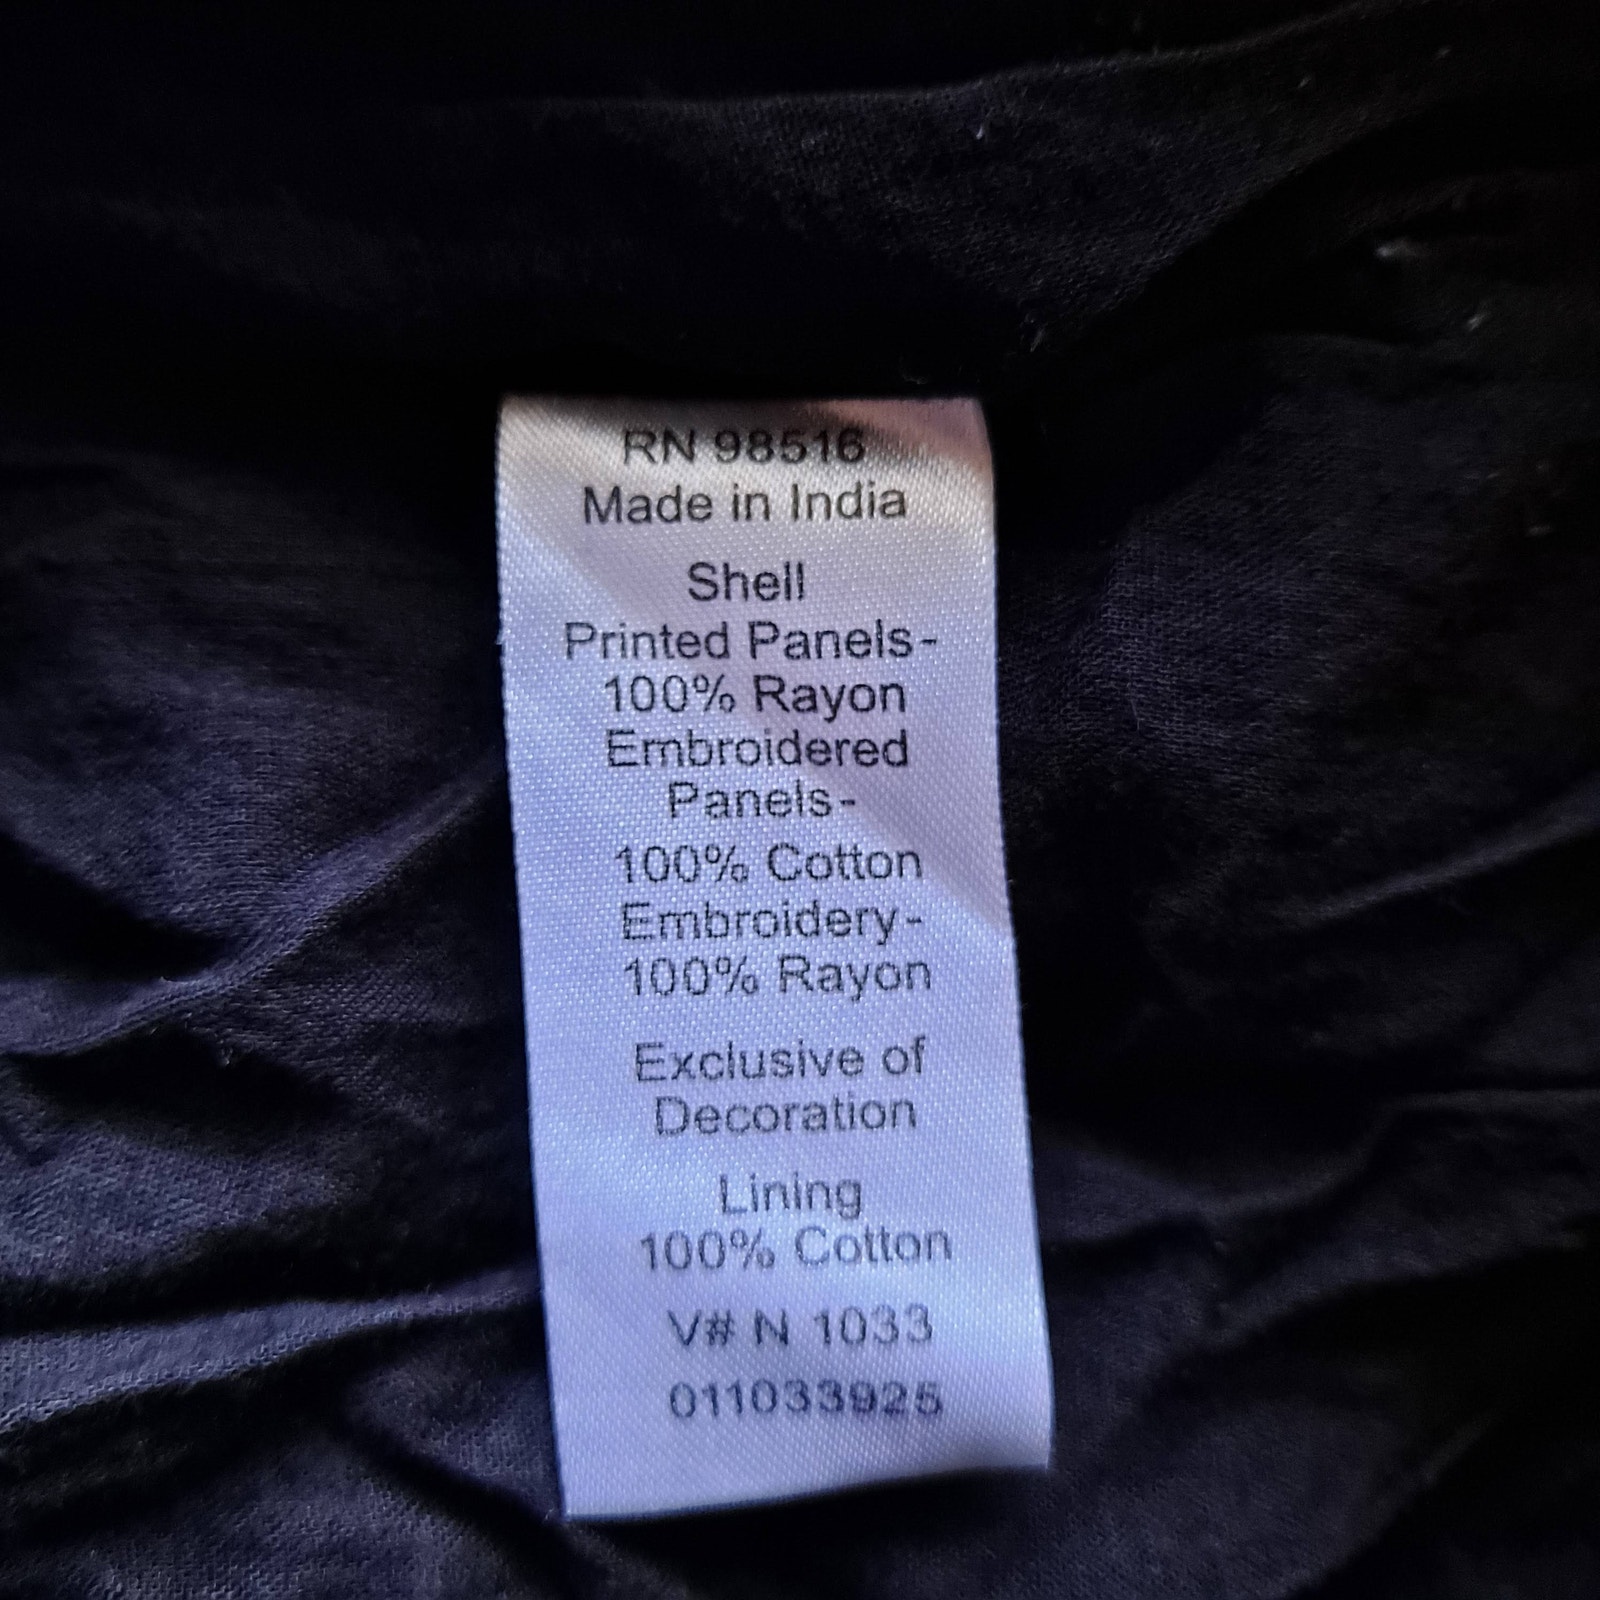 RN 98516
Made in India
Shell
Printed Panels-
100% Rayon
Embroidered
Panels-
100% Cotton
Embroidery-
100% Rayon
Exclusive of
Decoration
Lining
100% Cotton
V# N 1033
011033925